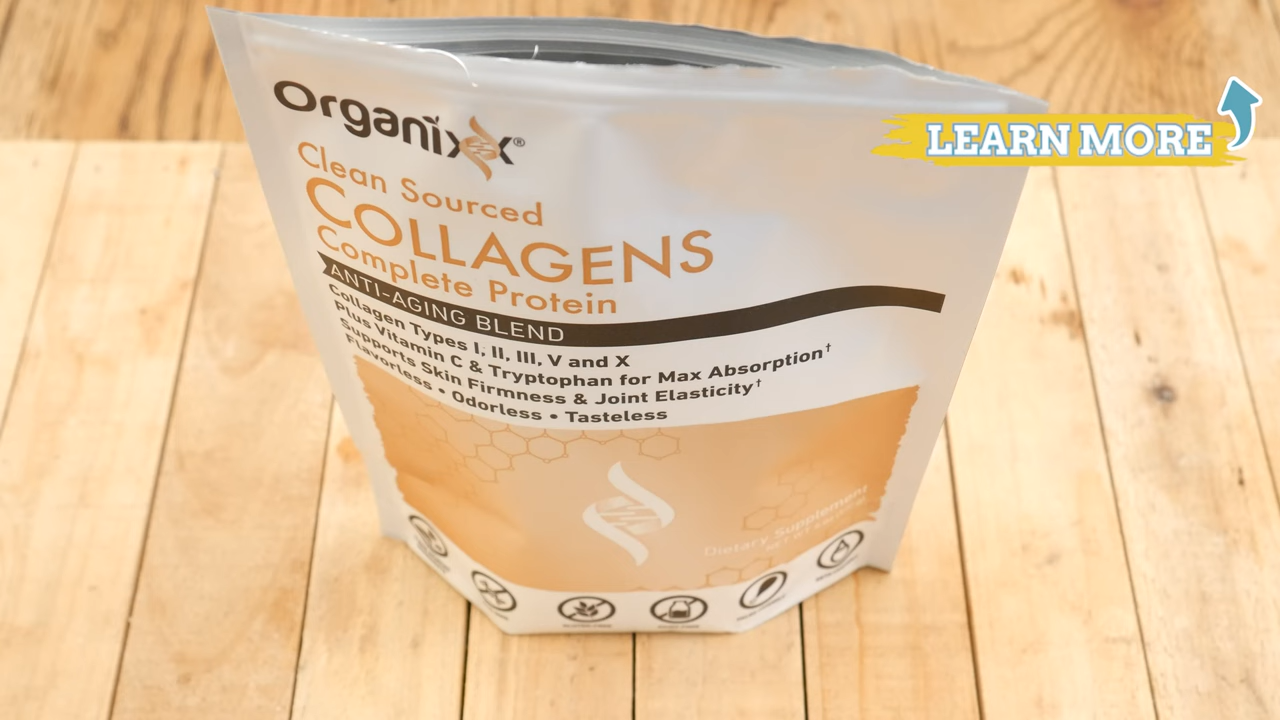 Organixx®
Clean Sourced
COLLAGENS
Complete Protein
ANTI-AGING BLEND
Collagen Types I, II, III, V and X
Plus Vitamin C & Tryptophan for Max Absorption†
Supports Skin Firmness & Joint Elasticity†
Flavorless • Odorless • Tasteless
Dietary Supplement
LEARN MORE